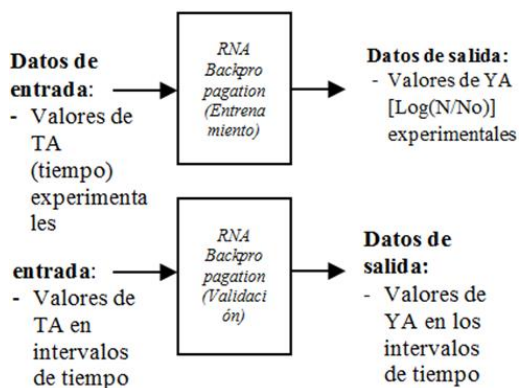 Datos de
entrada:
- Valores de
TA
(tiempo)
experimenta
les
RNA
Backpro
pagation
(Entrena
miento)
Datos de salida:
- Valores de YA
[Log(N/No)]
experimentales
entrada:
- Valores de
TA en
intervalos
de tiempo
RNA
Backpro
pagation
(Validaci
ón)
Datos de
salida:
- Valores de
YA en los
intervalos
de tiempo